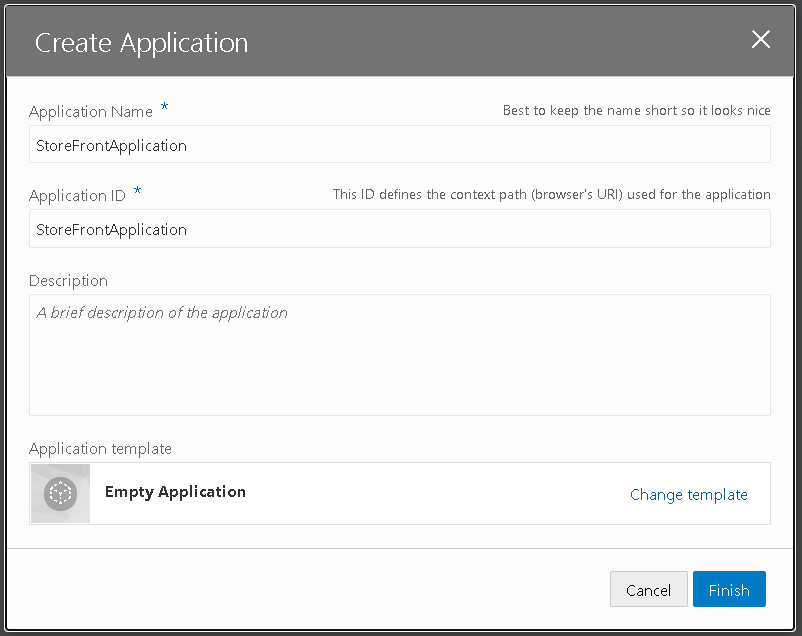 Create Application
Application Name *
Best to keep the name short so it looks nice
StoreFrontApplication
Application ID *
This ID defines the context path (browser's URI) used for the application
StoreFrontApplication
Description
A brief description of the application
Application template
Empty Application
Change template
Cancel
Finish